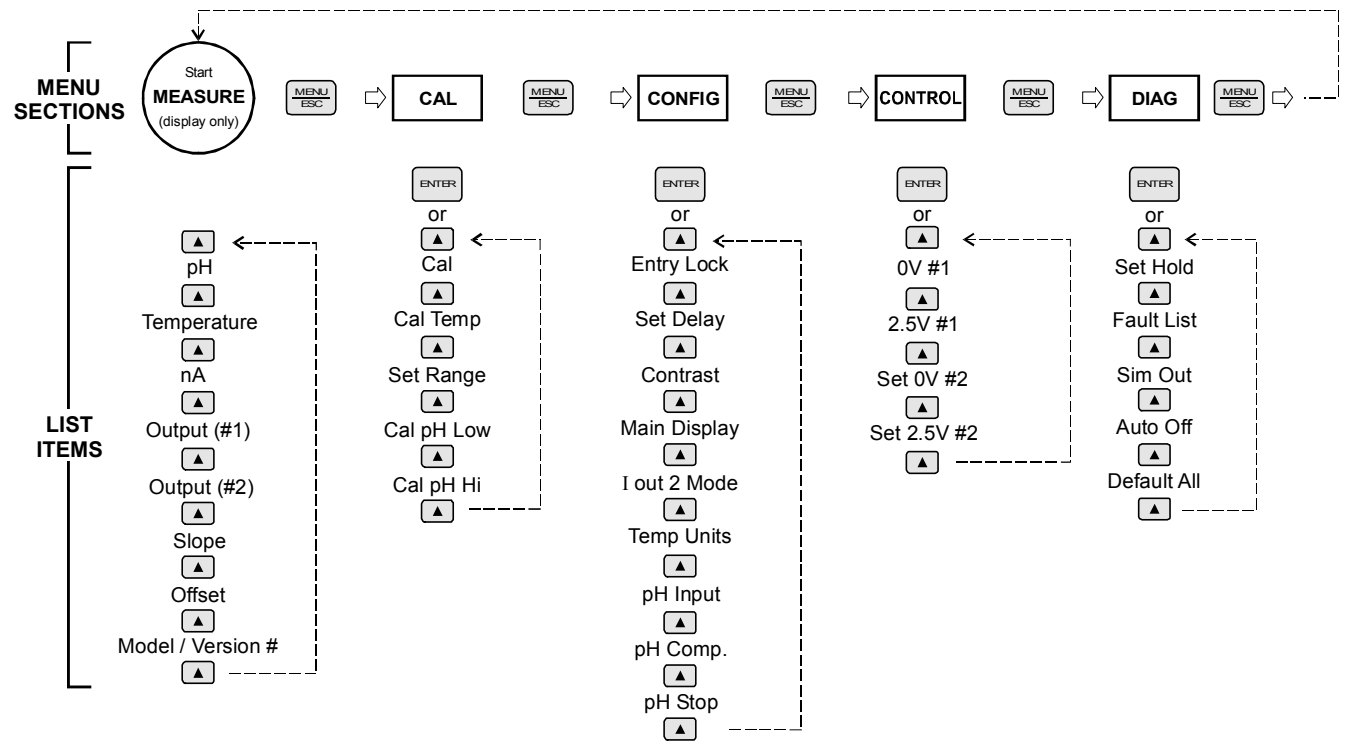 MENU
SECTIONS
Start
MEASURE
(display only)
MENU
ESC
CAL
MENU
ESC
CONFIG
MENU
ESC
CONTROL
MENU
ESC
DIAG
MENU
ESC
LIST
ITEMS
pH
Temperature
nA
Output (#1)
Output (#2)
Slope
Offset
Model / Version #
ENTER
or
Cal
Cal Temp
Set Range
Cal pH Low
Cal pH Hi
ENTER
or
Entry Lock
Set Delay
Contrast
Main Display
I out 2 Mode
Temp Units
pH Input
pH Comp.
pH Stop
ENTER
or
0V #1
2.5V #1
Set 0V #2
Set 2.5V #2
ENTER
or
Set Hold
Fault List
Sim Out
Auto Off
Default All